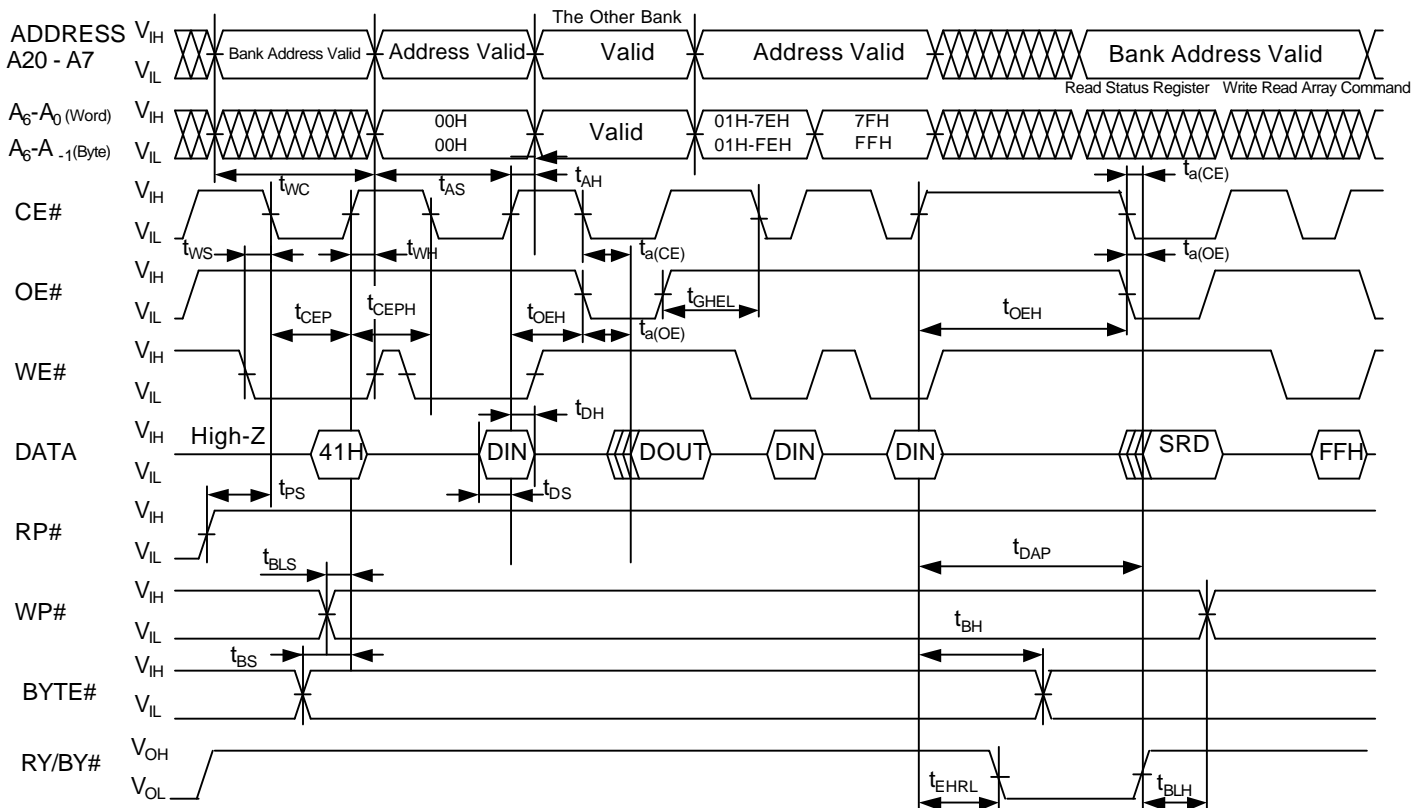 The Other Bank
ADDRESS A20 - A7
VIH
VIL
Bank Address Valid
Address Valid
Valid
Address Valid
Bank Address Valid
Read Status Register
Write Read Array Command
A6-A0 (Word)
A6-A-1(Byte)
VIH
VIL
00H
00H
Valid
01H-7EH
01H-FEH
7FH
FFH
tWC
tAS
tAH
ta(CE)
CE#
VIH
VIL
tWS
tWH
ta(CE)
ta(OE)
OE#
VIH
VIL
tCEP
tCEPH
tOEH
ta(OE)
tGHEL
tOEH
WE#
VIH
VIL
tDH
DATA
VIH
VIL
High-Z
41H
DIN
DOUT
DIN
DIN
SRD
FFH
tPS
tDS
RP#
VIH
VIL
tBLS
tDAP
WP#
VIH
VIL
tBS
tBH
BYTE#
VIH
VIL
RY/BY#
VOH
VOL
tEHRL
tBLH